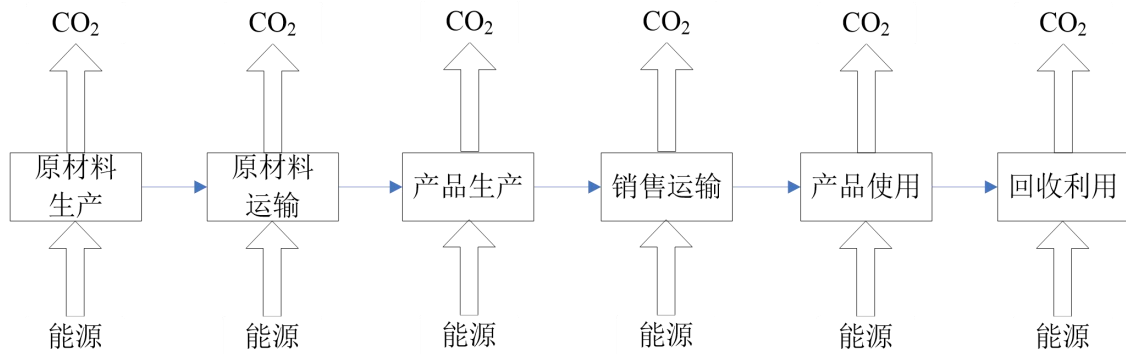 CO₂ CO₂ CO₂ CO₂ CO₂ CO₂
原材料
生产
原材料
运输
产品生产
销售运输
产品使用
回收利用
能源 能源 能源 能源 能源 能源